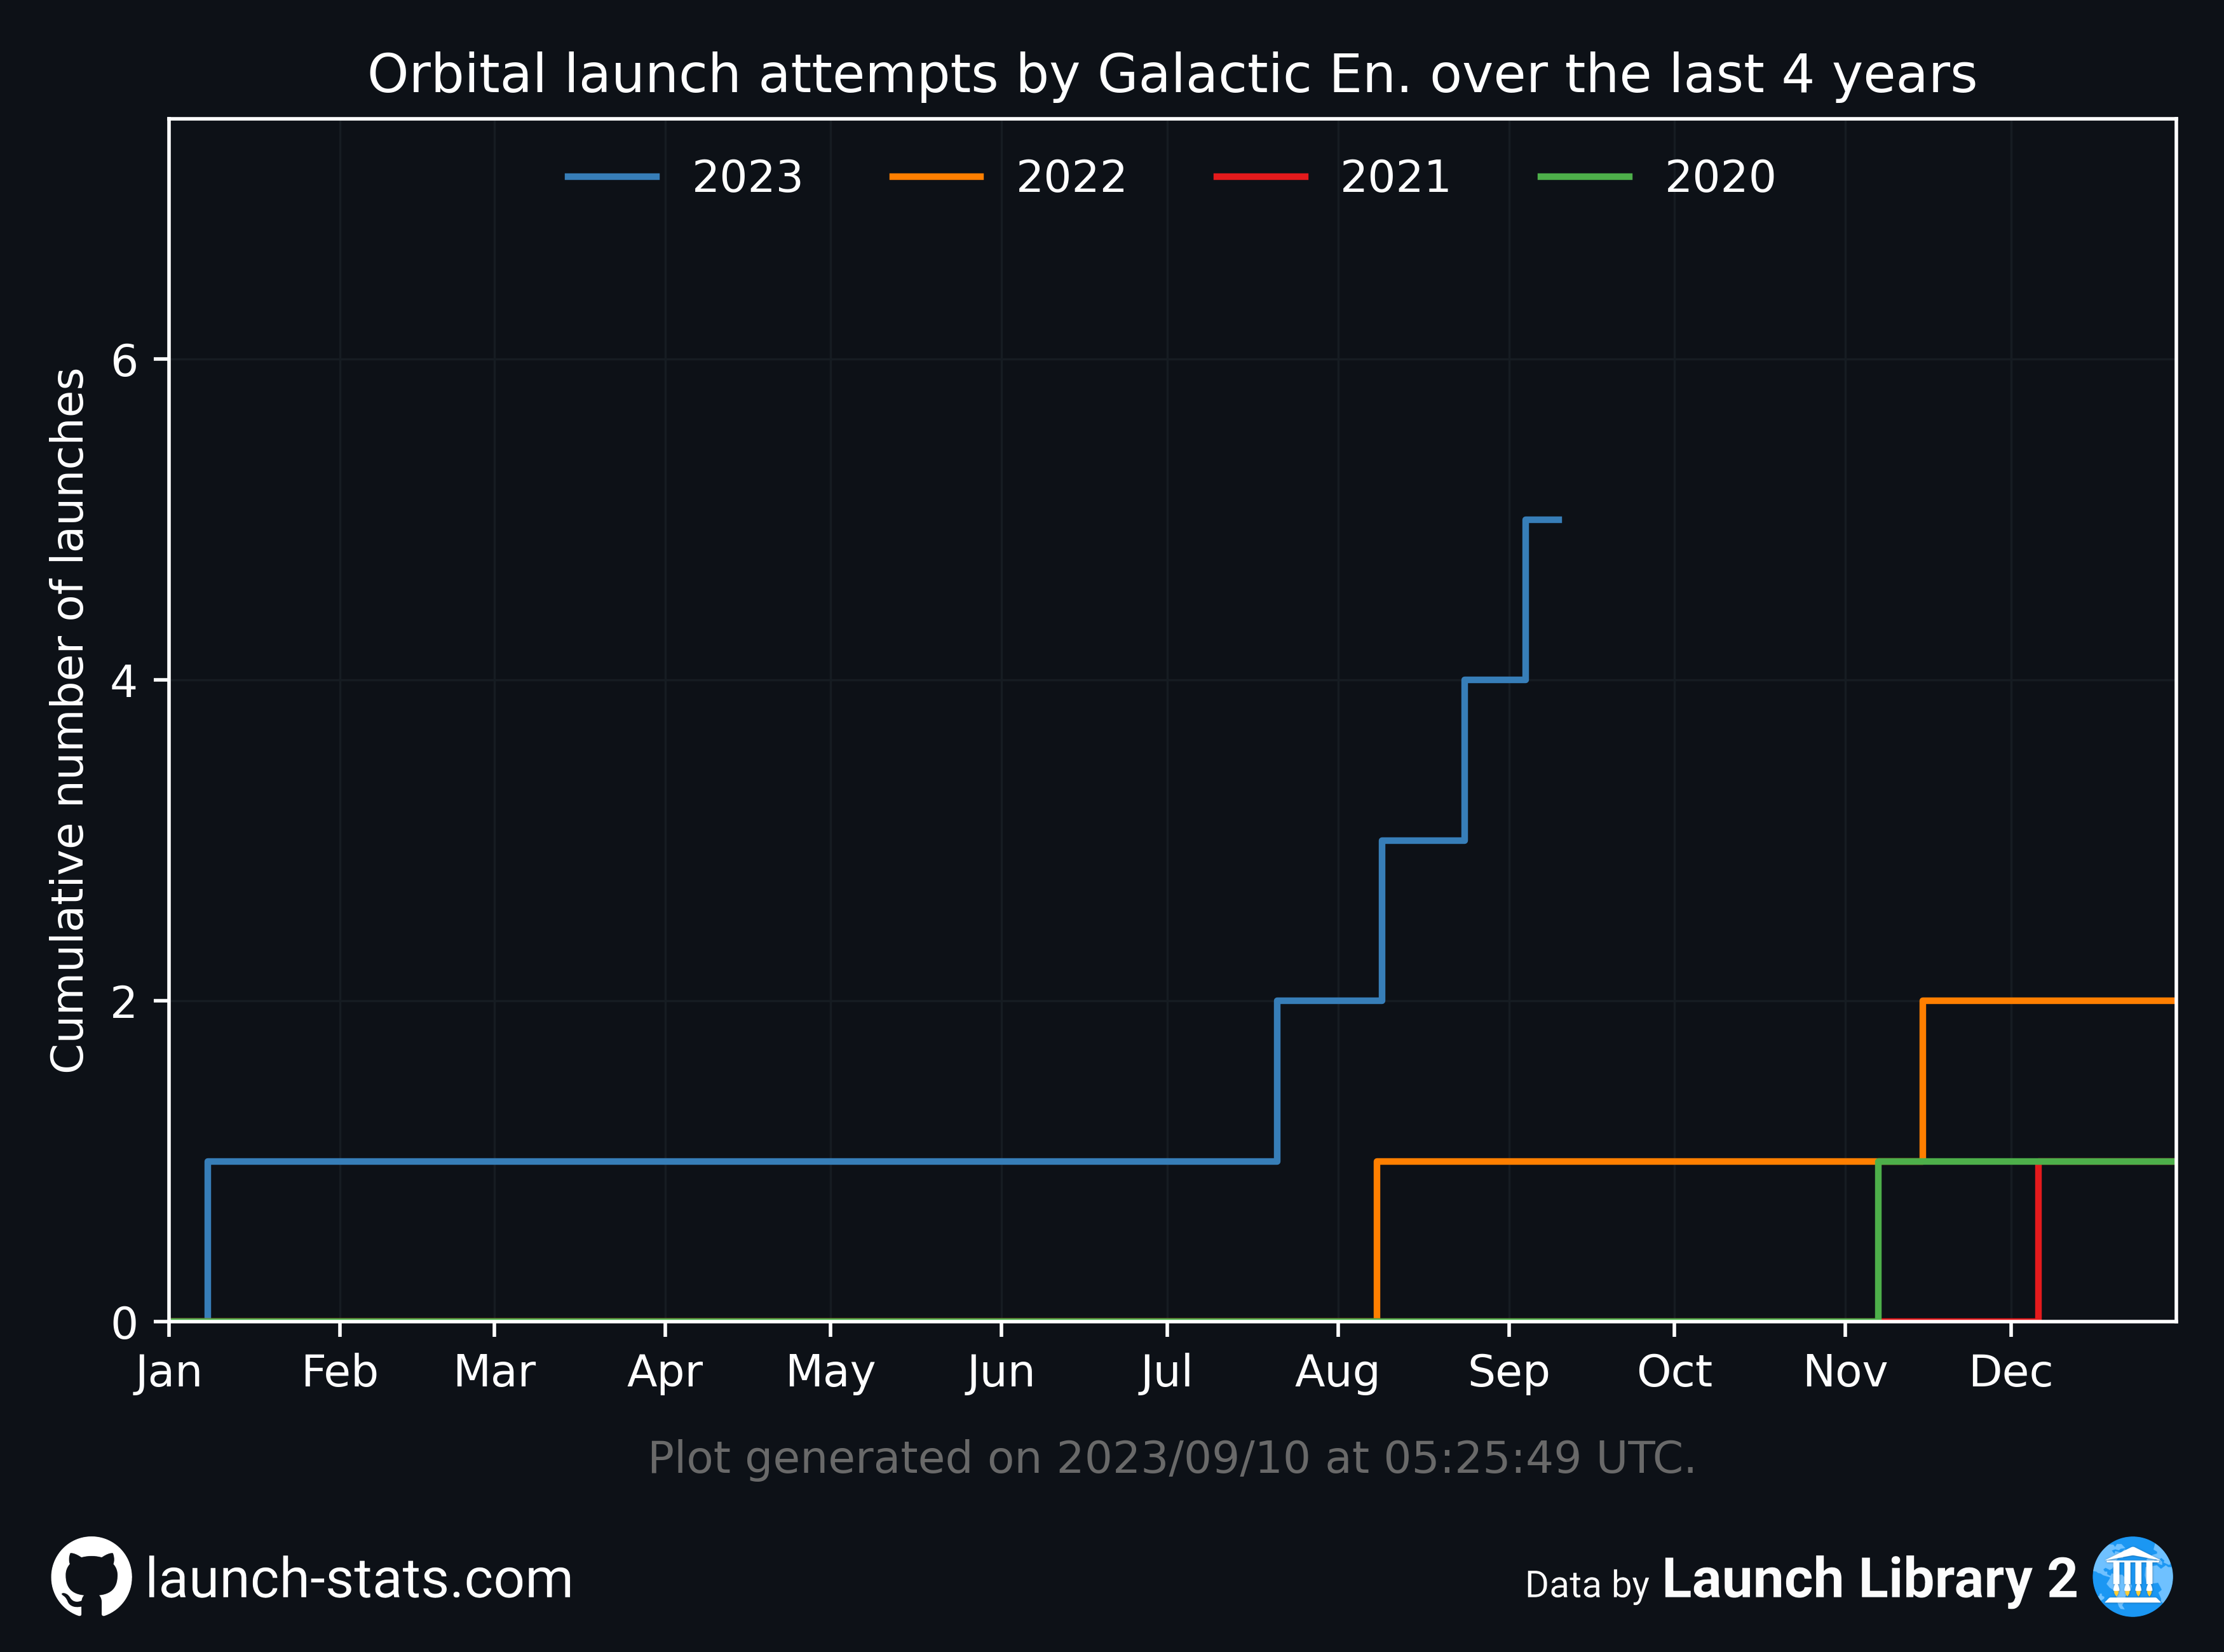 Orbital launch attempts by Galactic En. over the last 4 years
2023 2022 2021 2020
Cumulative number of launches
6
4
2
0
Jan Feb Mar Apr May Jun Jul Aug Sep Oct Nov Dec
Plot generated on 2023/09/10 at 05:25:49 UTC.
launch-stats.com
Data by Launch Library 2